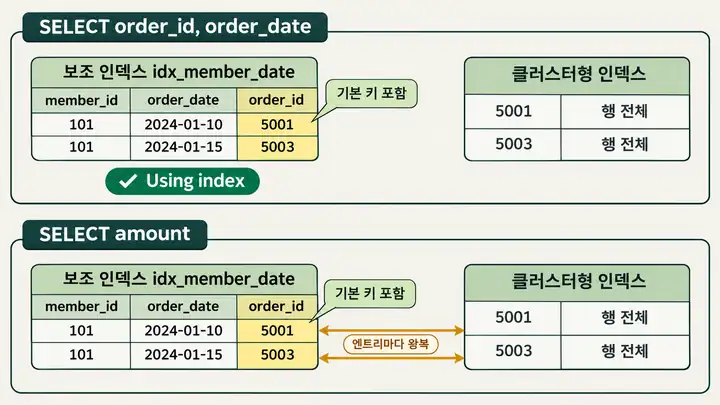 SELECT order_id, order_date
보조 인덱스 idx_member_date
member_id order_date order_id
101 2024-01-10 5001
101 2024-01-15 5003
기본 키 포함
✓ Using index
클러스터형 인덱스
5001 행 전체
5003 행 전체
SELECT amount
보조 인덱스 idx_member_date
member_id order_date order_id
101 2024-01-10 5001
101 2024-01-15 5003
기본 키 포함
엔트리마다 왕복
클러스터형 인덱스
5001 행 전체
5003 행 전체